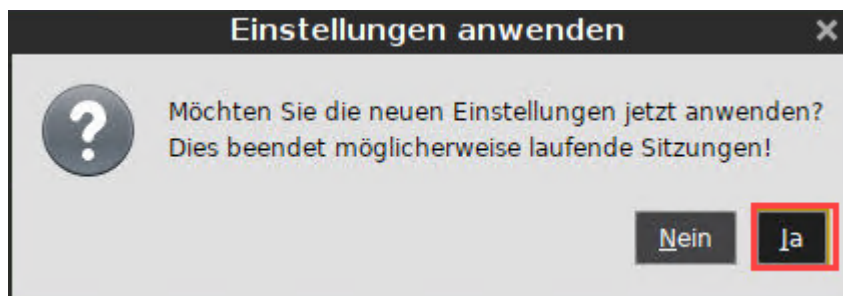 Einstellungen anwenden
Möchten Sie die neuen Einstellungen jetzt anwenden?
Dies beendet möglicherweise laufende Sitzungen!
Nein Ja